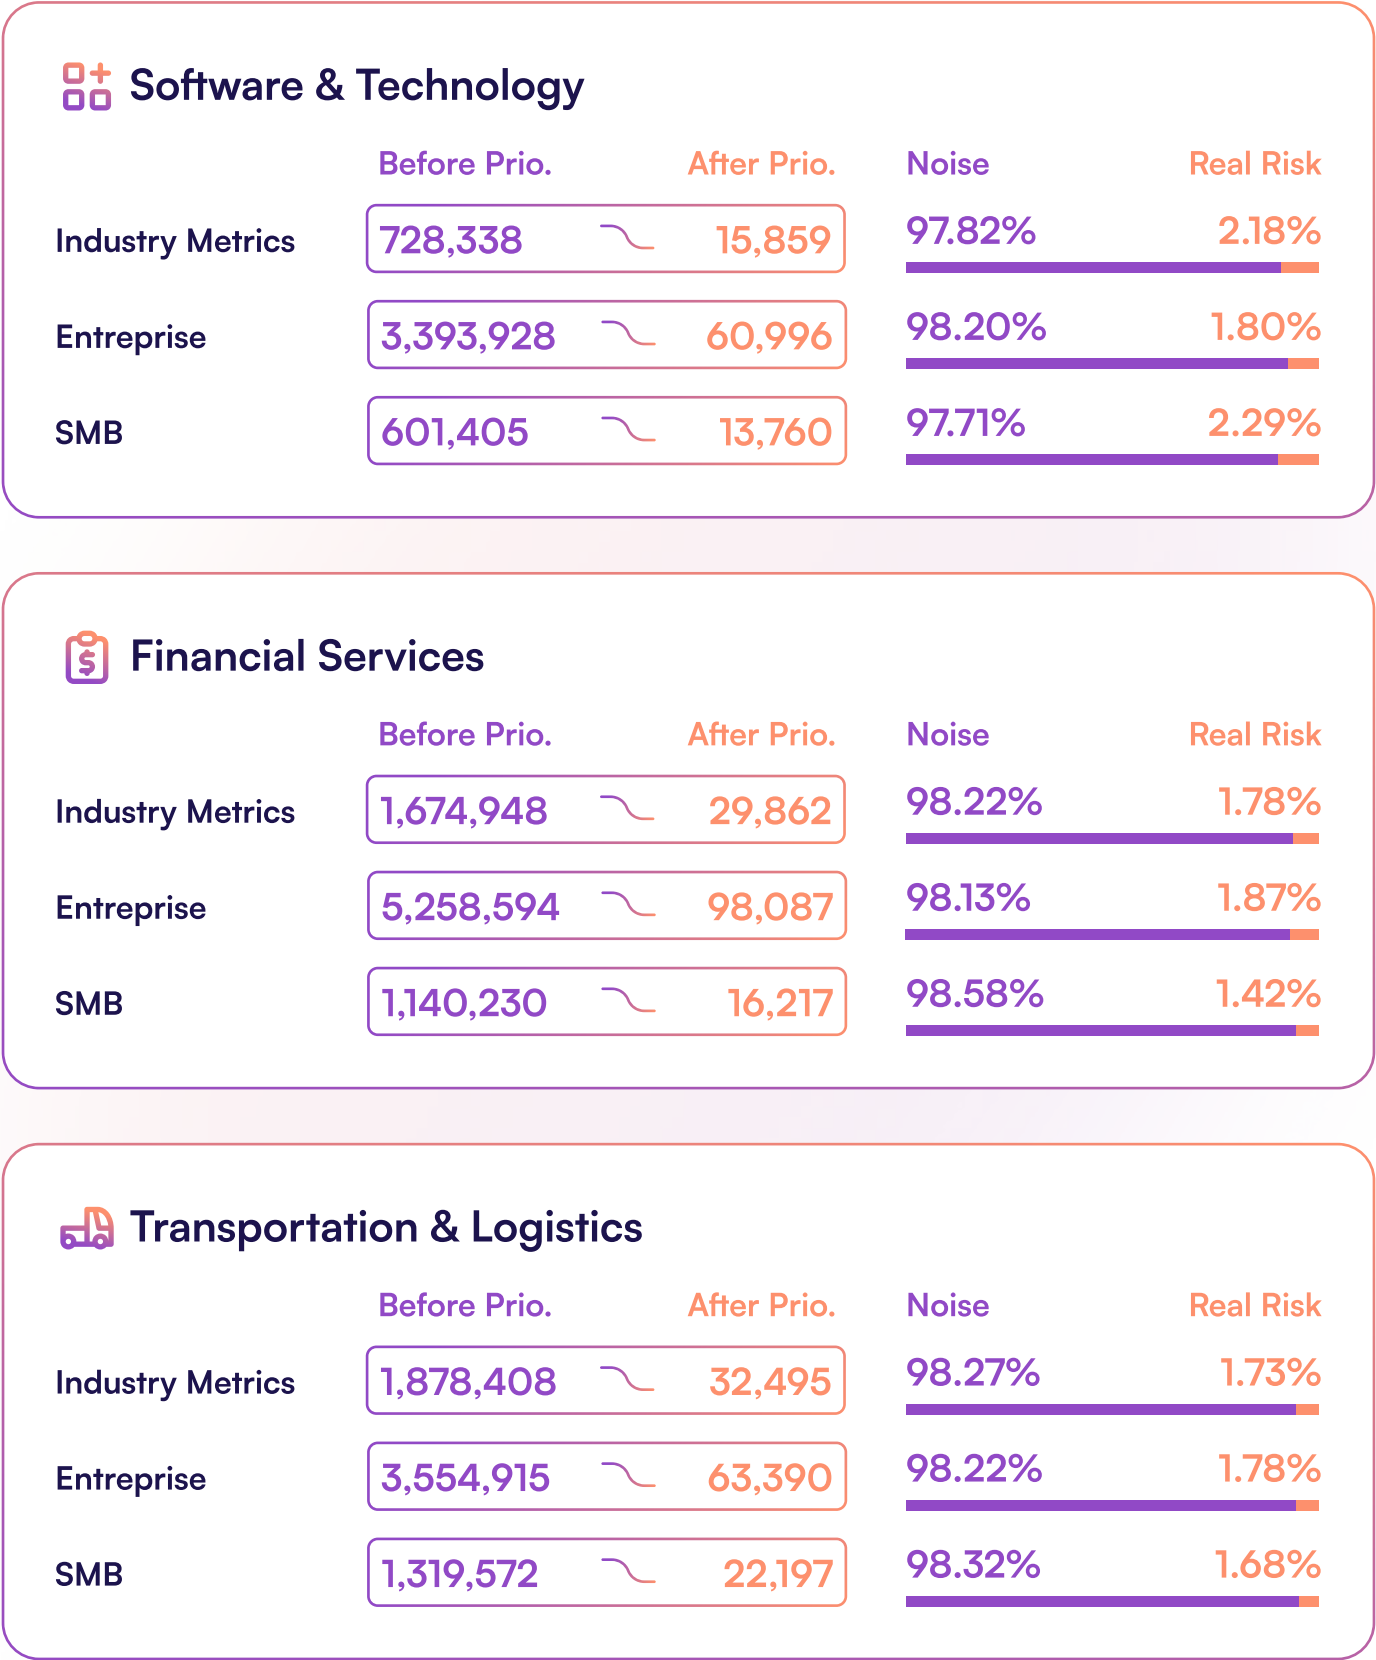 Software & Technology
Before Prio. After Prio. Noise Real Risk
Industry Metrics 728,338 15,859 97.82% 2.18%
Entreprise 3,393,928 60,996 98.20% 1.80%
SMB 601,405 13,760 97.71% 2.29%
Financial Services
Before Prio. After Prio. Noise Real Risk
Industry Metrics 1,674,948 29,862 98.22% 1.78%
Entreprise 5,258,594 98,087 98.13% 1.87%
SMB 1,140,230 16,217 98.58% 1.42%
Transportation & Logistics
Before Prio. After Prio. Noise Real Risk
Industry Metrics 1,878,408 32,495 98.27% 1.73%
Entreprise 3,554,915 63,390 98.22% 1.78%
SMB 1,319,572 22,197 98.32% 1.68%